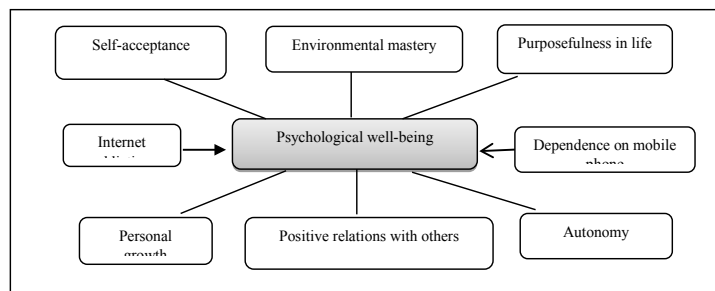 Self-acceptance
Environmental mastery
Purposefulness in life
Internet
Psychological well-being
Dependence on mobile
Personal
growth
Positive relations with others
Autonomy